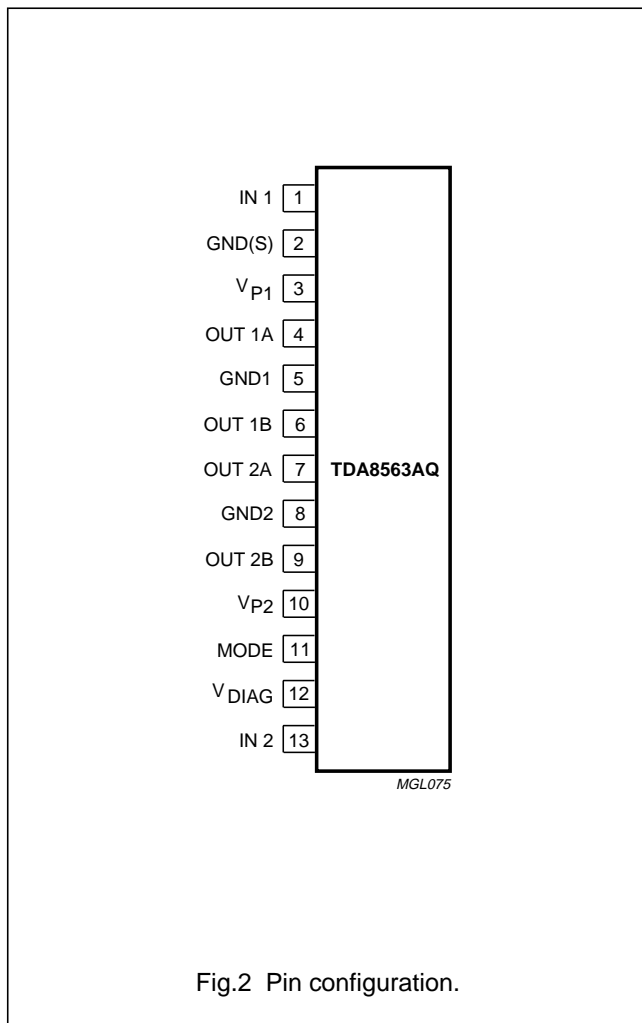 IN 1 1
GND(S) 2
VP1 3
OUT 1A 4
GND1 5
OUT 1B 6
OUT 2A 7 TDA8563AQ
GND2 8
OUT 2B 9
VP2 10
MODE 11
VDIAG 12
IN 2 13
MGL075
Fig.2 Pin configuration.